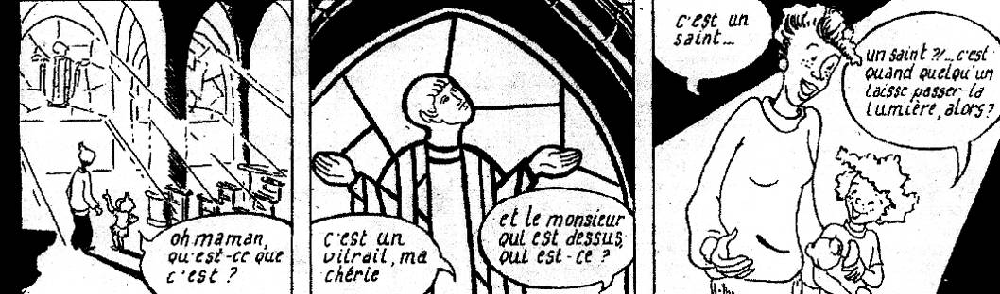 oh maman,
qu'est-ce que
c'est ?
c'est un
vitrail, ma
chérie
et le monsieur
qui est dessus,
qui est-ce ?
c'est un
saint...
un saint ?!... c'est
quand quelqu'un
laisse passer la
lumière, alors ?